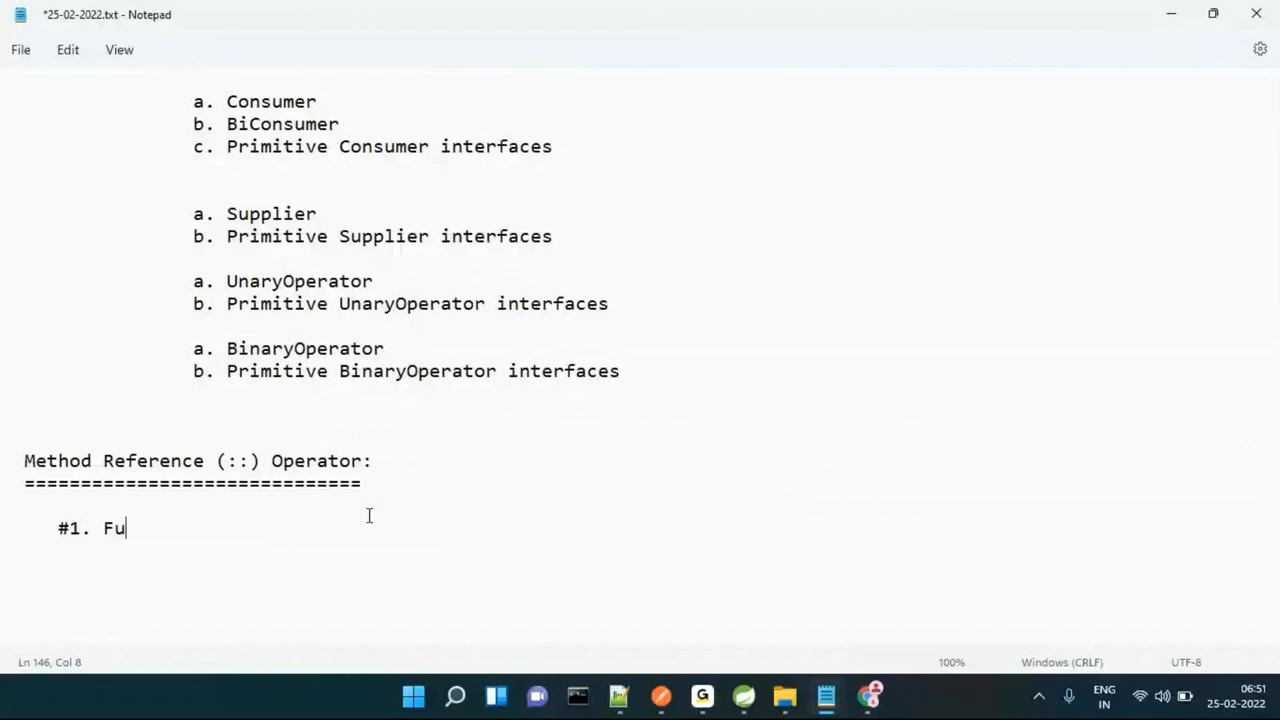 *25-02-2022.txt - Notepad
File Edit View
a. Consumer
b. BiConsumer
c. Primitive Consumer interfaces
a. Supplier
b. Primitive Supplier interfaces
a. UnaryOperator
b. Primitive UnaryOperator interfaces
a. BinaryOperator
b. Primitive BinaryOperator interfaces
Method Reference (::) Operator:
==============================
#1. Fu
Ln 146, Col 8 100% Windows (CRLF) UTF-8
ENG 06:51
IN 25-02-2022